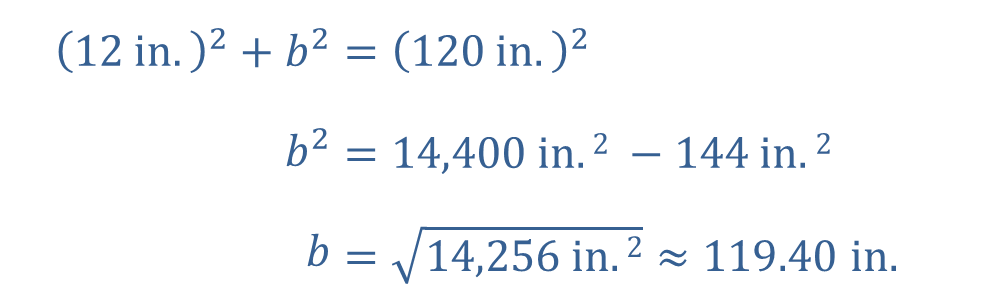 (12 in. )² + b² = (120 in. )²
b² = 14,400 in. ² − 144 in. ²
b = √14,256 in. ² ≈ 119.40 in.